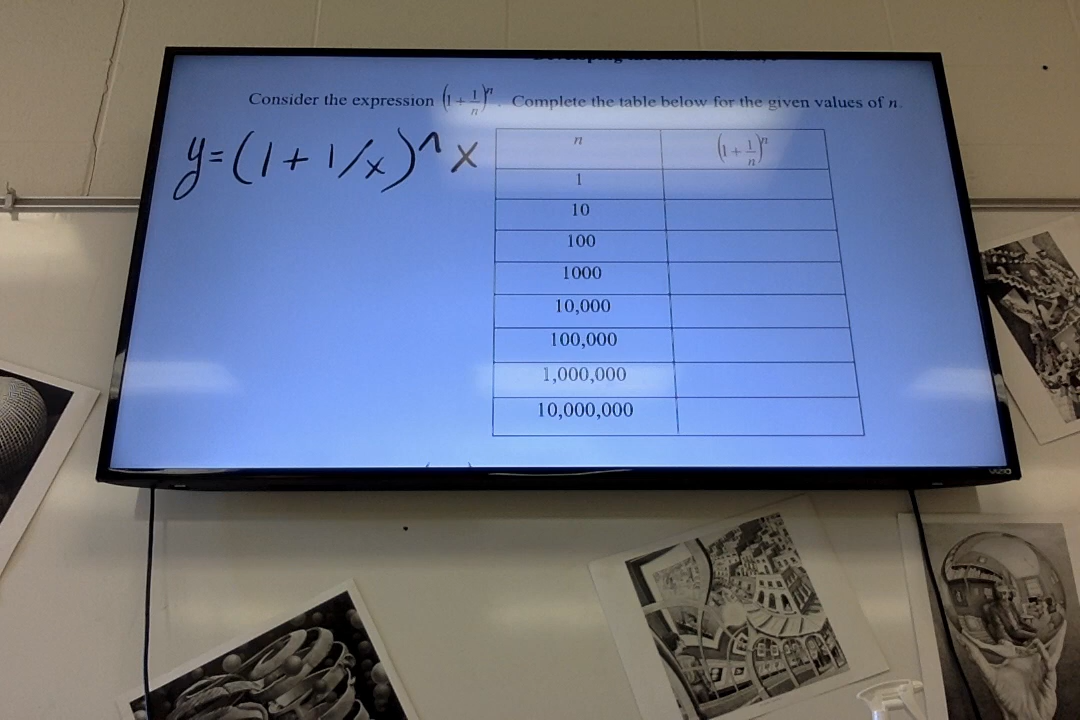 Consider the expression (1 + 1/n)^n. Complete the table below for the given values of n.
y=(1+1/x)^x
n (1 + 1/n)^n
1
10
100
1000
10,000
100,000
1,000,000
10,000,000
VIZIO